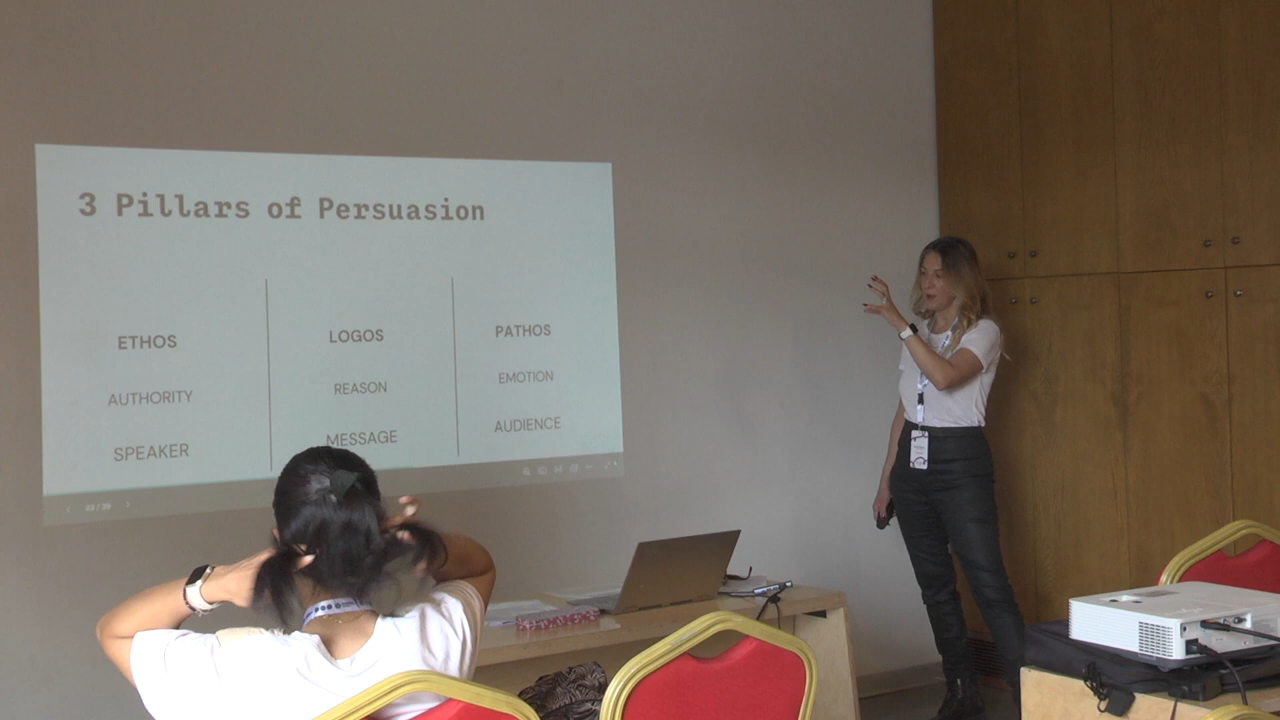 3 Pillars of Persuasion
ETHOS
AUTHORITY
SPEAKER
LOGOS
REASON
MESSAGE
PATHOS
EMOTION
AUDIENCE